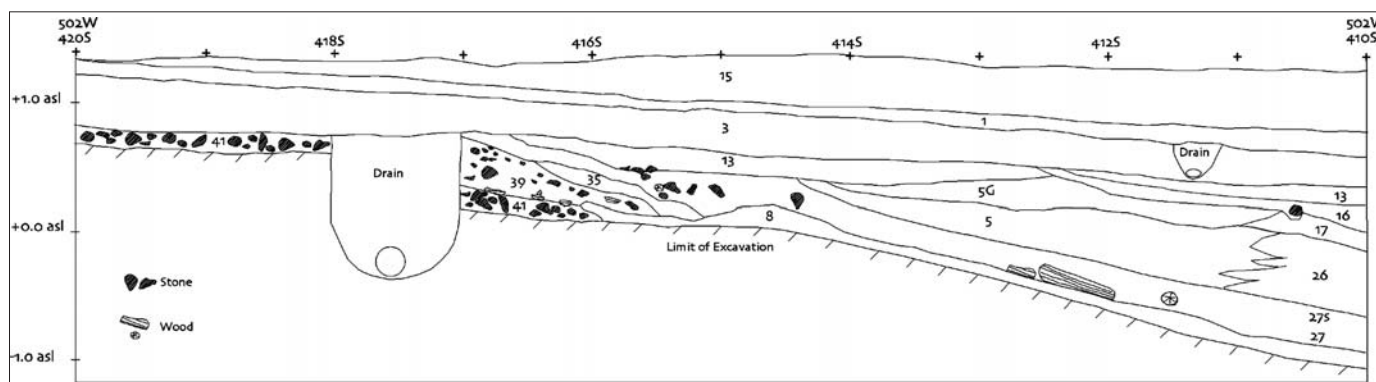 502W
420S
418S
416S
414S
412S
502W
410S
+1.0 asl
15
1
3
13
Drain
41
Drain
39
35
41
8
5G
5
13
16
17
+0.0 asl
Limit of Excavation
26
Stone
27S
Wood
27
-1.0 asl